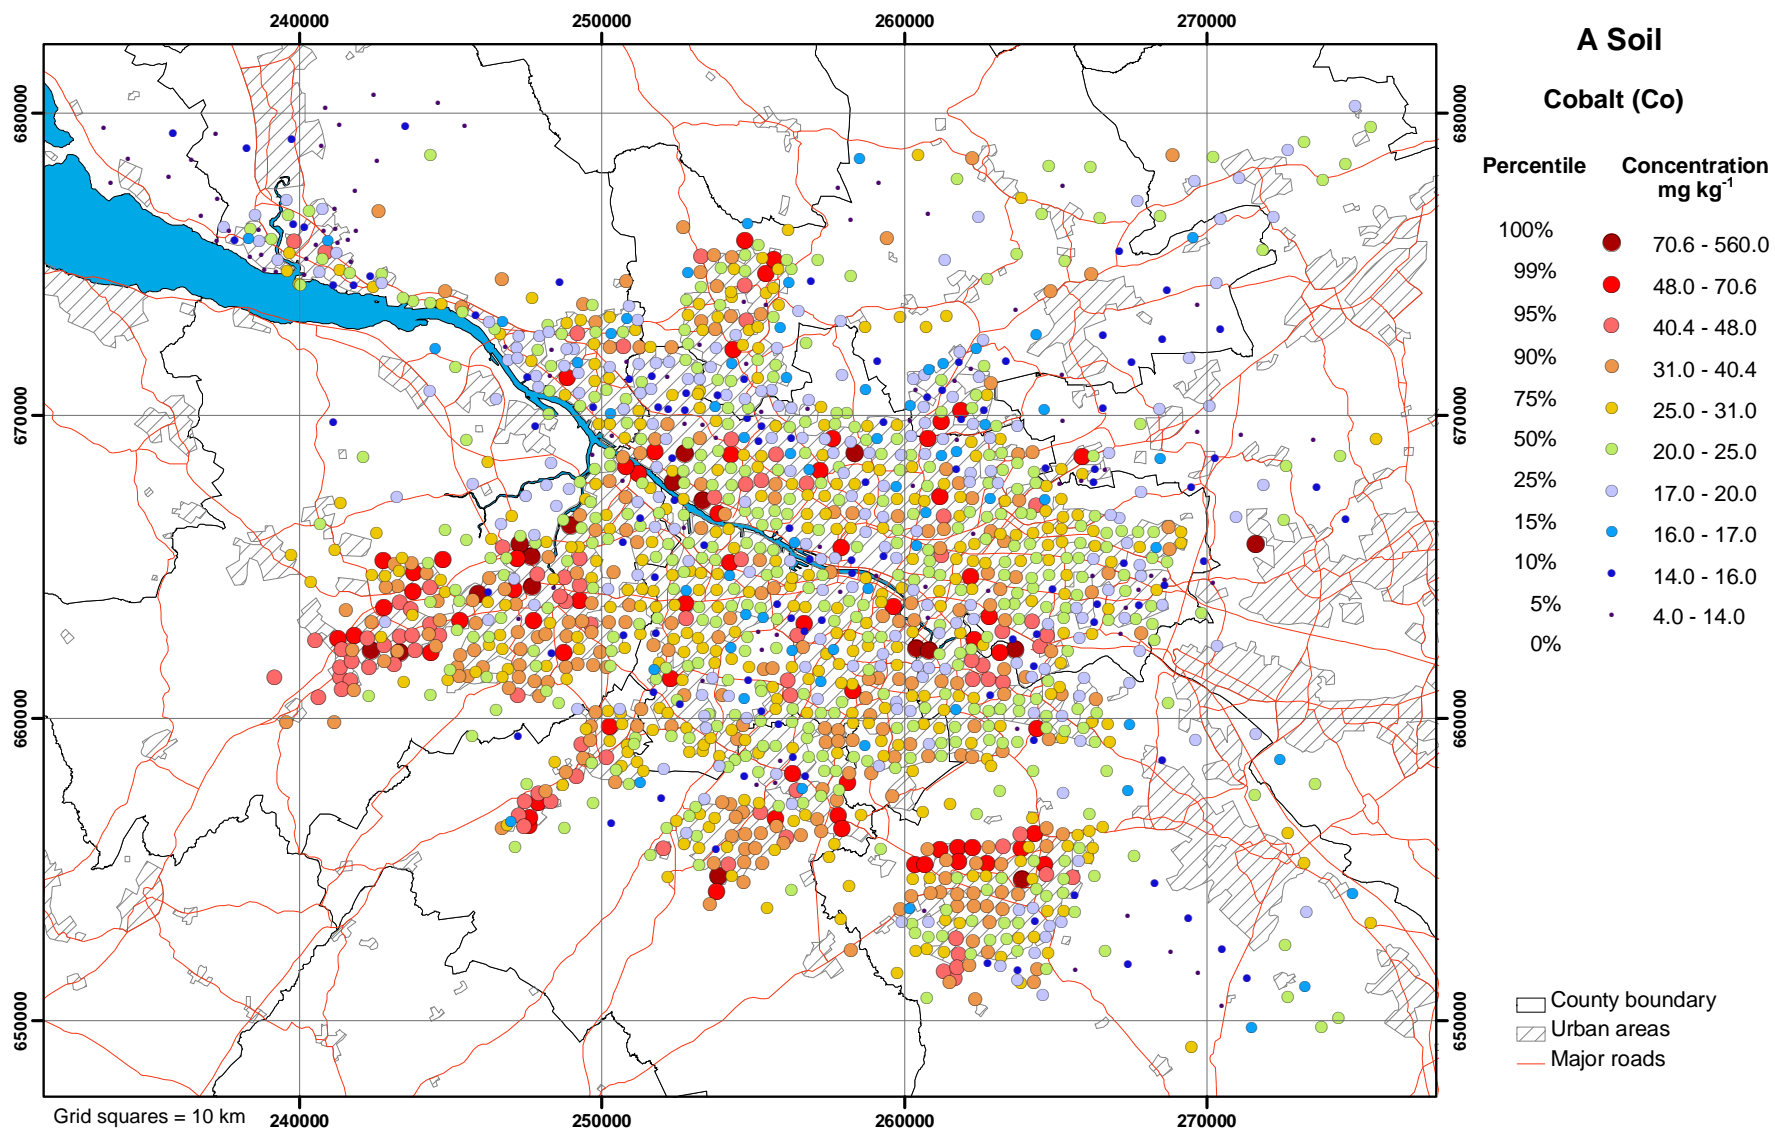 240000 250000 260000 270000
A Soil
Cobalt (Co)
680000 680000
Percentile Concentration
mg kg-1
100%
70.6 - 560.0
99%
48.0 - 70.6
95%
40.4 - 48.0
90%
31.0 - 40.4
75%
25.0 - 31.0
50%
20.0 - 25.0
25%
17.0 - 20.0
15%
16.0 - 17.0
10%
14.0 - 16.0
5%
4.0 - 14.0
0%
670000 670000
660000 660000
650000 650000
County boundary
Urban areas
Major roads
Grid squares = 10 km
240000 250000 260000 270000